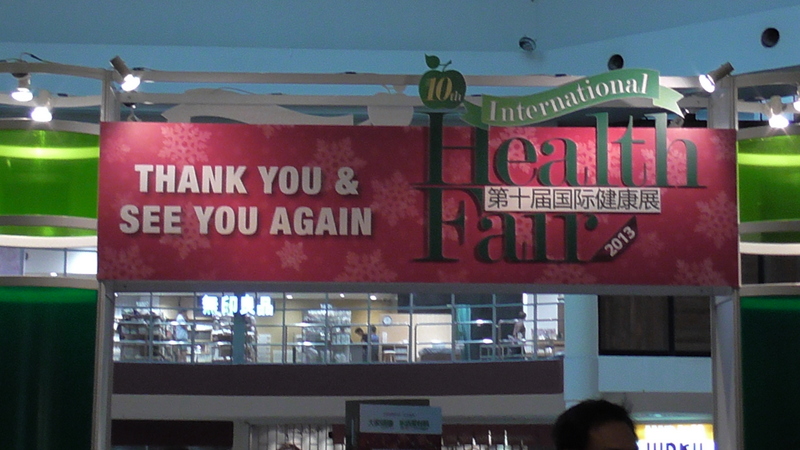 THANK YOU &
SEE YOU AGAIN
10th
International
Health
第十届国际健康展
Fair
2013
無印良品